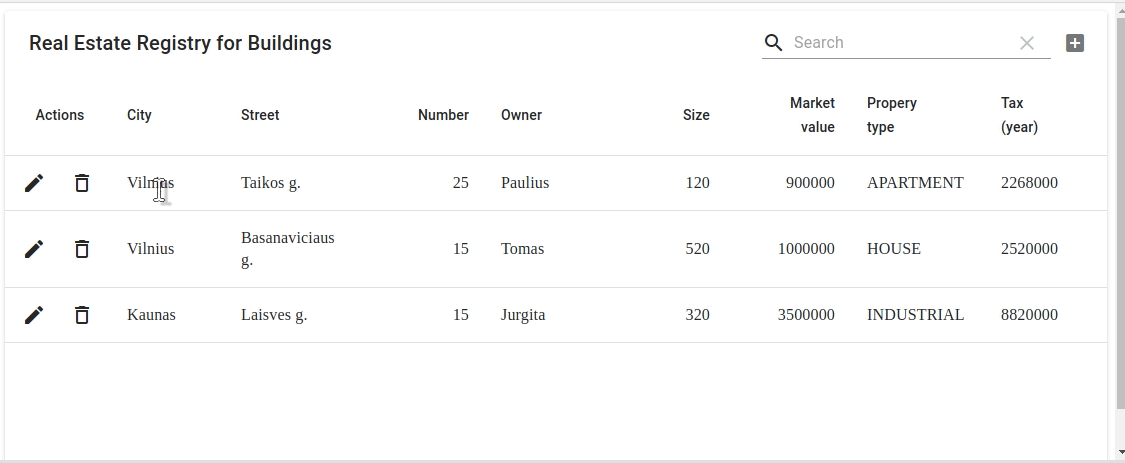 Real Estate Registry for Buildings
Search
Actions City Street Number Owner Size Market value Propery type Tax (year)
Vilnius Taikos g. 25 Paulius 120 900000 APARTMENT 2268000
Vilnius Basanaviciaus g. 15 Tomas 520 1000000 HOUSE 2520000
Kaunas Laisves g. 15 Jurgita 320 3500000 INDUSTRIAL 8820000